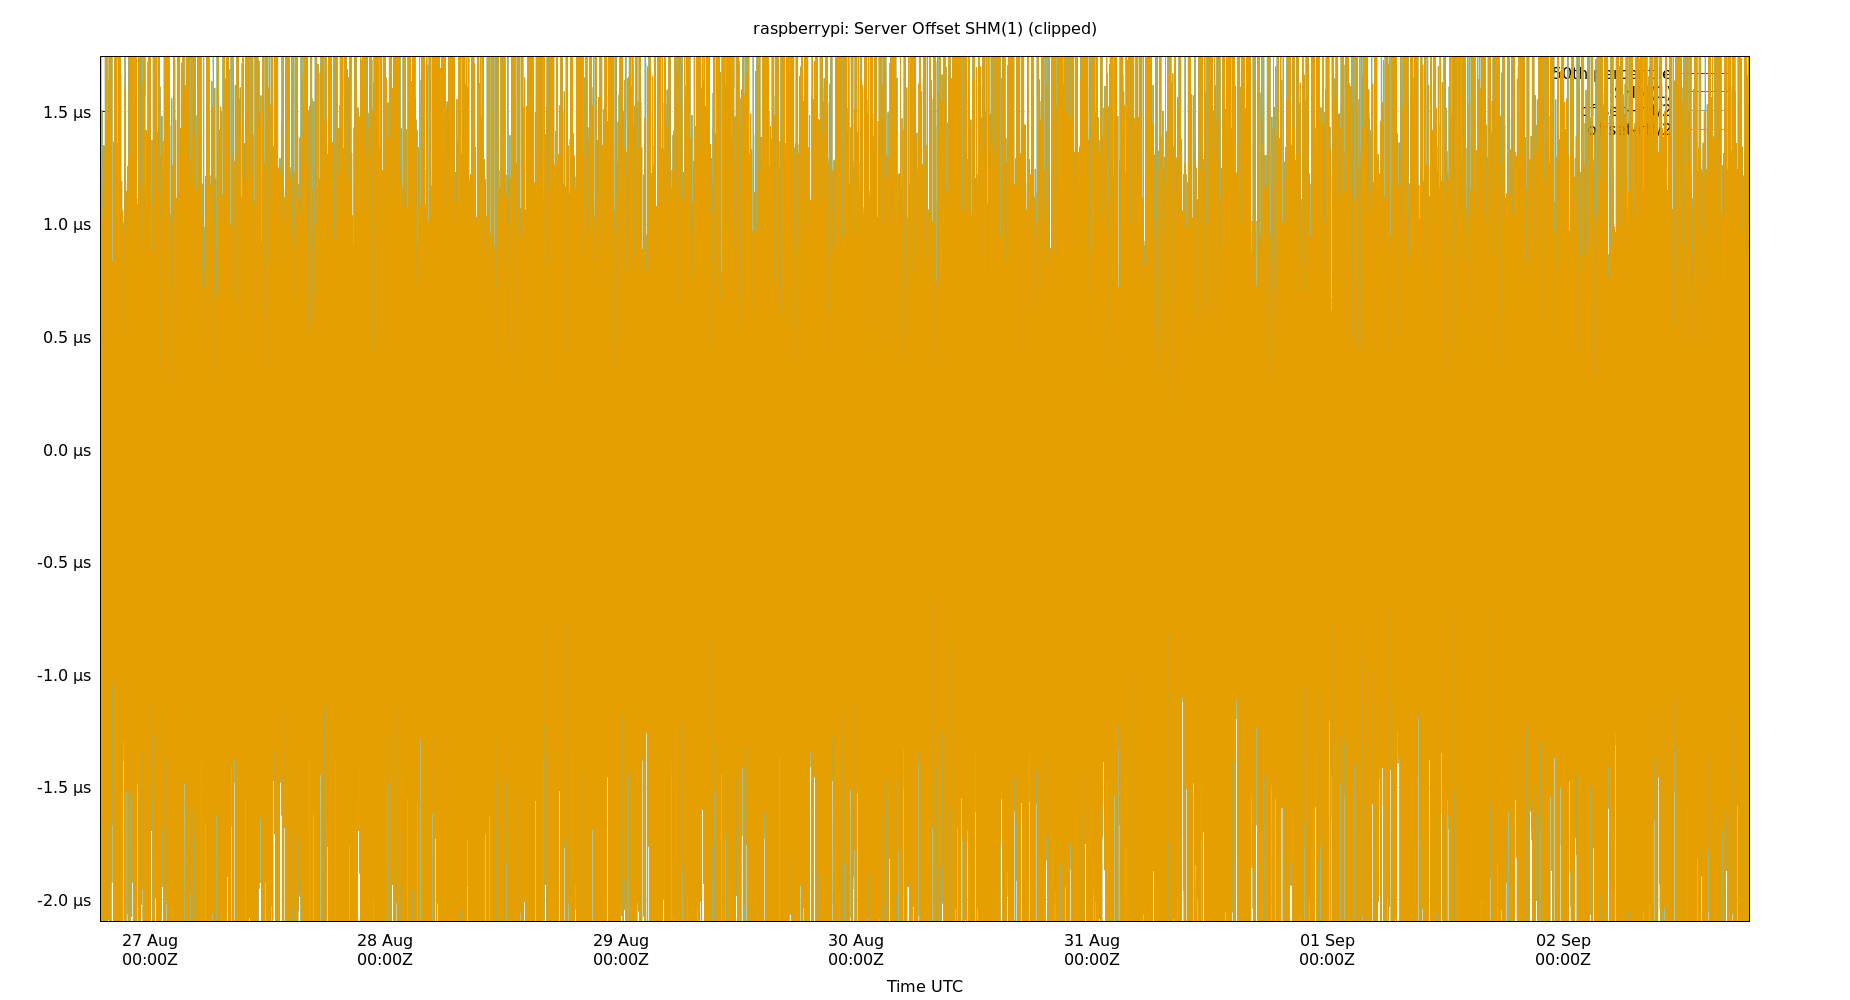 raspberrypi: Server Offset SHM(1) (clipped)
1.5 µs
1.0 µs
0.5 µs
0.0 µs
-0.5 µs
-1.0 µs
-1.5 µs
-2.0 µs
27 Aug 28 Aug 29 Aug 30 Aug 31 Aug 01 Sep 02 Sep
00:00Z 00:00Z 00:00Z 00:00Z 00:00Z 00:00Z 00:00Z
Time UTC